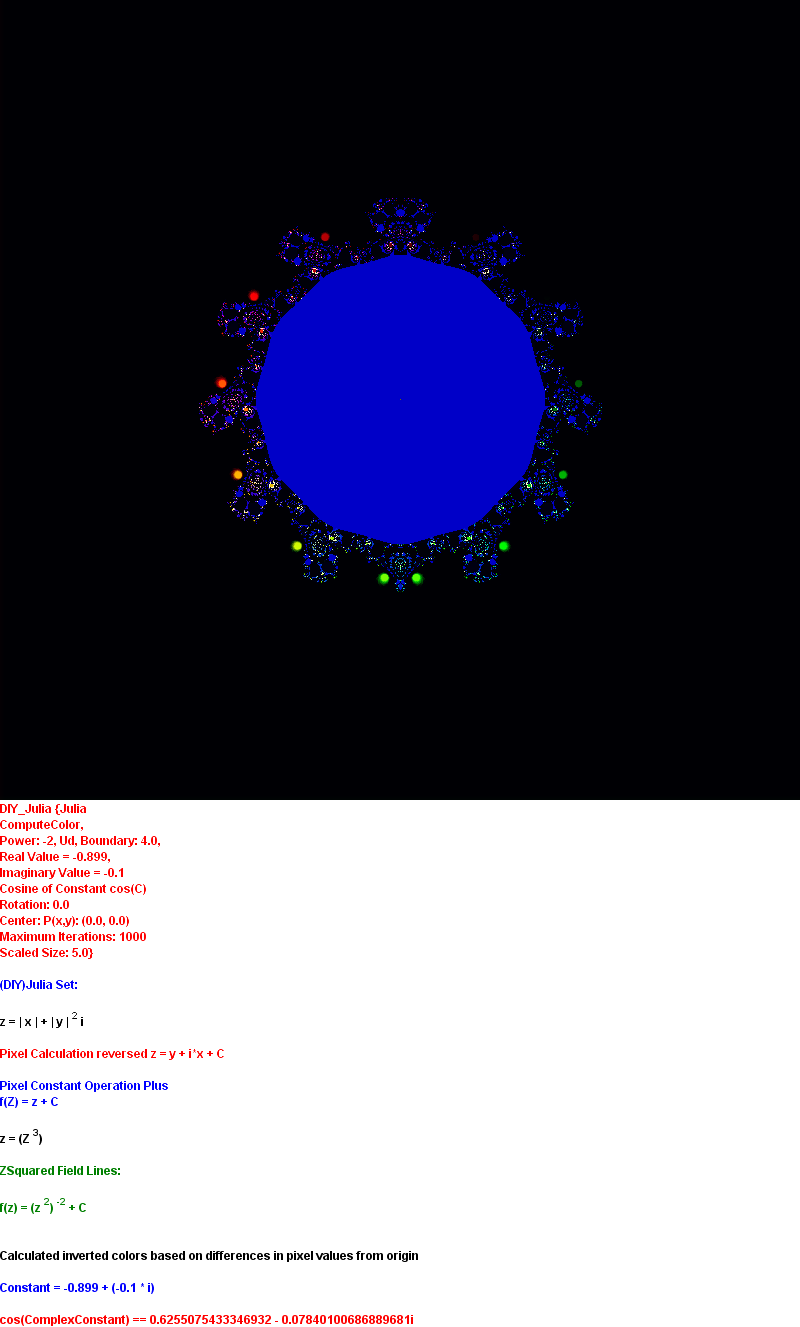 DIY_Julia {Julia
ComputeColor,
Power: -2, Ud, Boundary: 4.0,
Real Value = -0.899,
Imaginary Value = -0.1
Cosine of Constant cos(C)
Rotation: 0.0
Center: P(x,y): (0.0, 0.0)
Maximum Iterations: 1000
Scaled Size: 5.0}
(DIY)Julia Set:
z = | x | + | y | 2 i
Pixel Calculation reversed z = y + i*x + C
Pixel Constant Operation Plus
f(Z) = z + C
z = (Z 3)
ZSquared Field Lines:
f(z) = (z 2) -2 + C
Calculated inverted colors based on differences in pixel values from origin
Constant = -0.899 + (-0.1 * i)
cos(ComplexConstant) == 0.6255075433346932 - 0.07840100686889681i